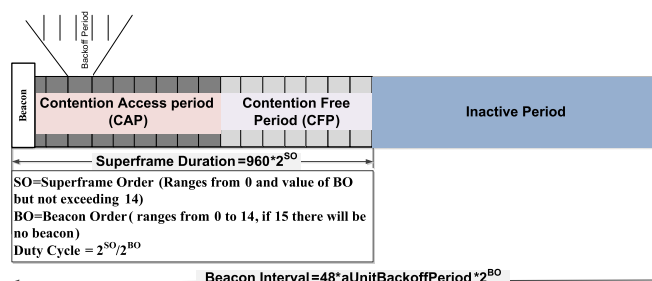 Backoff Period
Beacon
Contention Access period
(CAP)
Contention Free
Period (CFP)
Inactive Period
Superframe Duration=960*2^SO
SO=Superframe Order (Ranges from 0 and value of BO
but not exceeding 14)
BO=Beacon Order( ranges from 0 to 14, if 15 there will be
no beacon)
Duty Cycle = 2^SO/2^BO
Beacon Interval=48*aUnitBackoffPeriod*2^BO